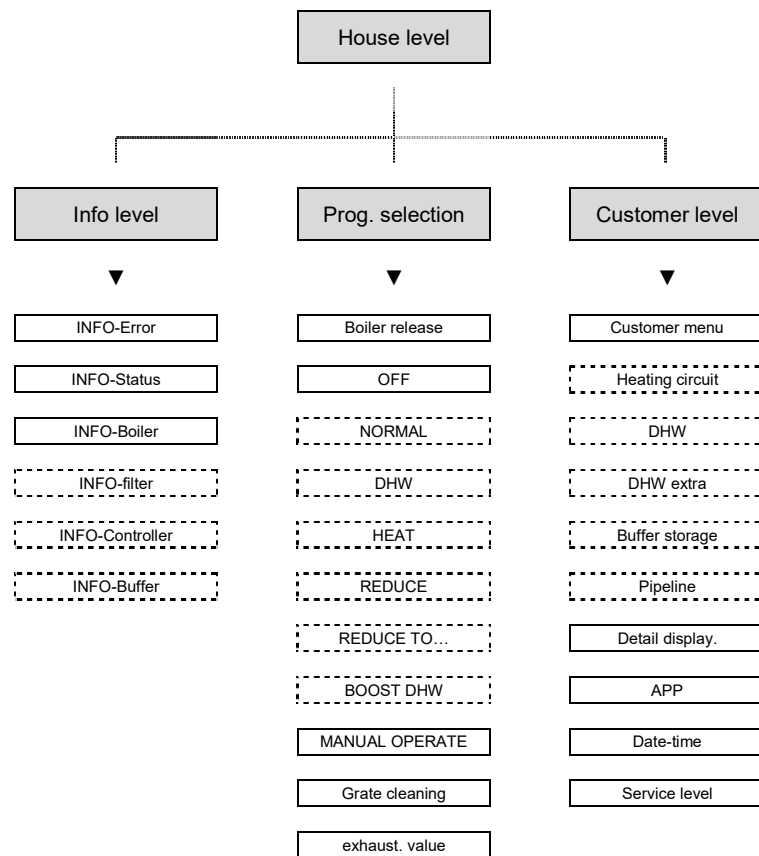 House level
Info level
Prog. selection
Customer level
INFO-Error
INFO-Status
INFO-Boiler
INFO-filter
INFO-Controller
INFO-Buffer
Boiler release
OFF
NORMAL
DHW
HEAT
REDUCE
REDUCE TO…
BOOST DHW
MANUAL OPERATE
Grate cleaning
exhaust. value
Customer menu
Heating circuit
DHW
DHW extra
Buffer storage
Pipeline
Detail display.
APP
Date-time
Service level